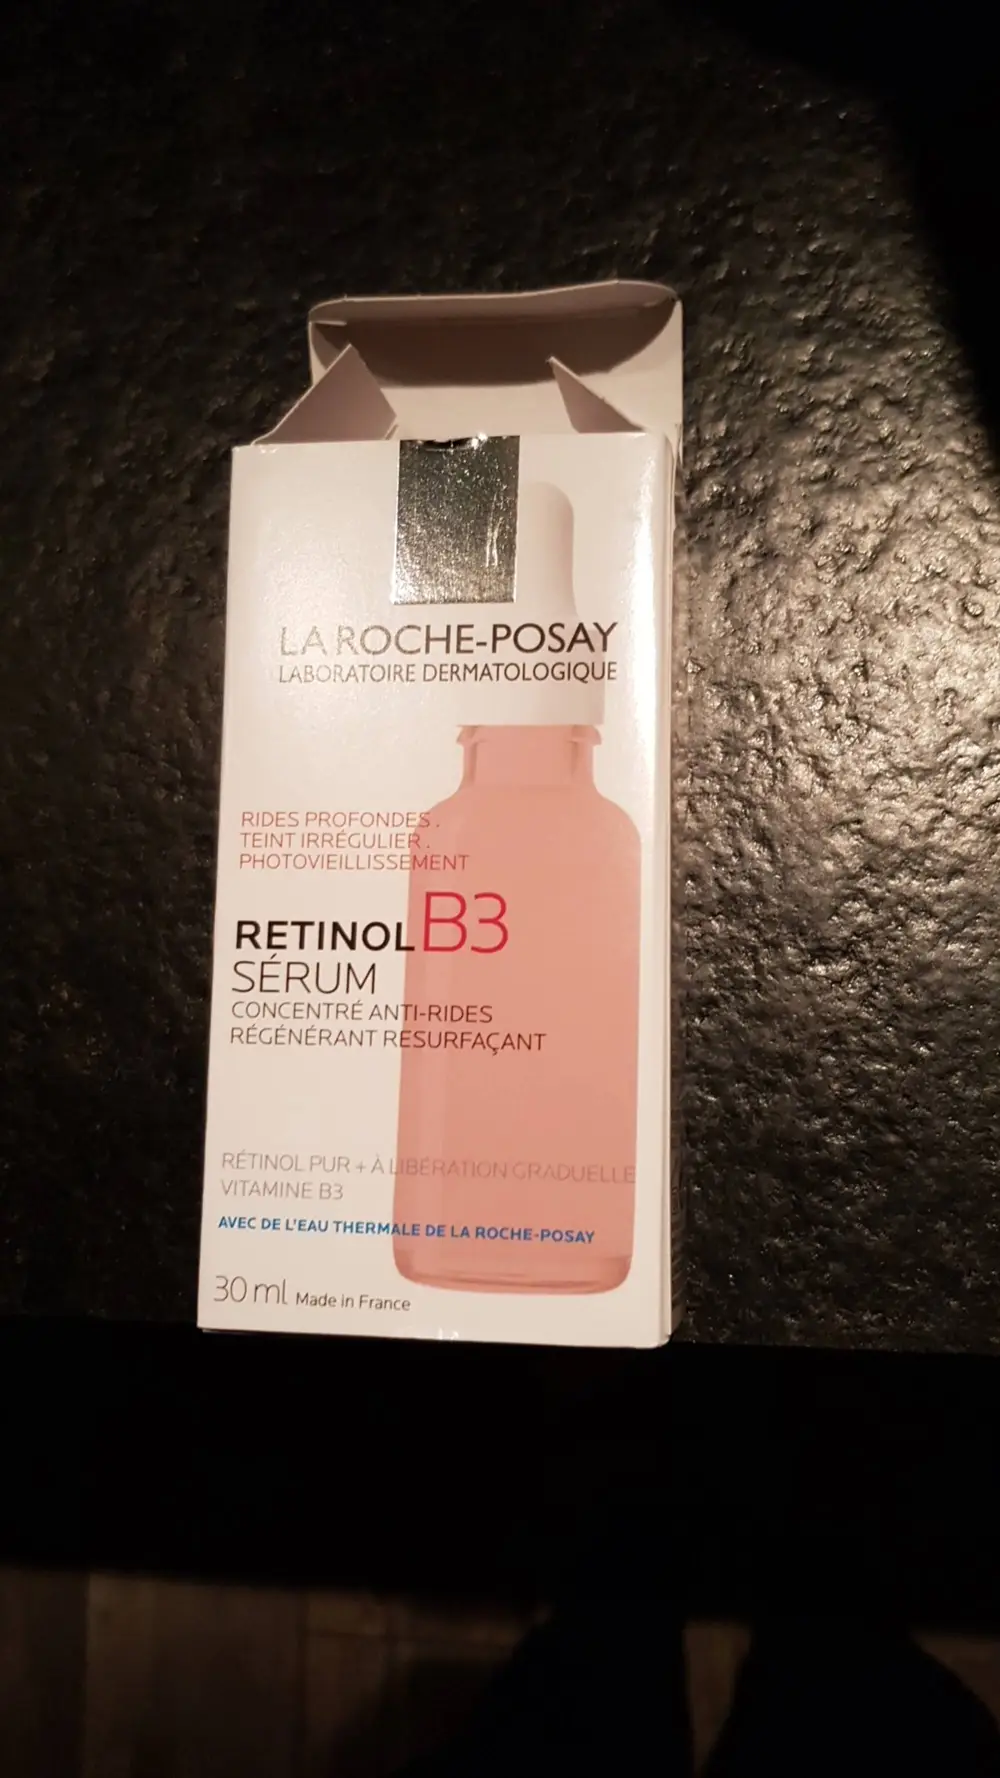 LA ROCHE-POSAY
LABORATOIRE DERMATOLOGIQUE
RIDES PROFONDES .
TEINT IRRÉGULIER .
PHOTOVIEILLISSEMENT
RETINOL B3
SÉRUM
CONCENTRÉ ANTI-RIDES
RÉGÉNÉRANT RESURFAÇANT
RÉTINOL PUR + À LIBÉRATION GRADUELLE
VITAMINE B3
AVEC DE L'EAU THERMALE DE LA ROCHE-POSAY
30 ml Made in France